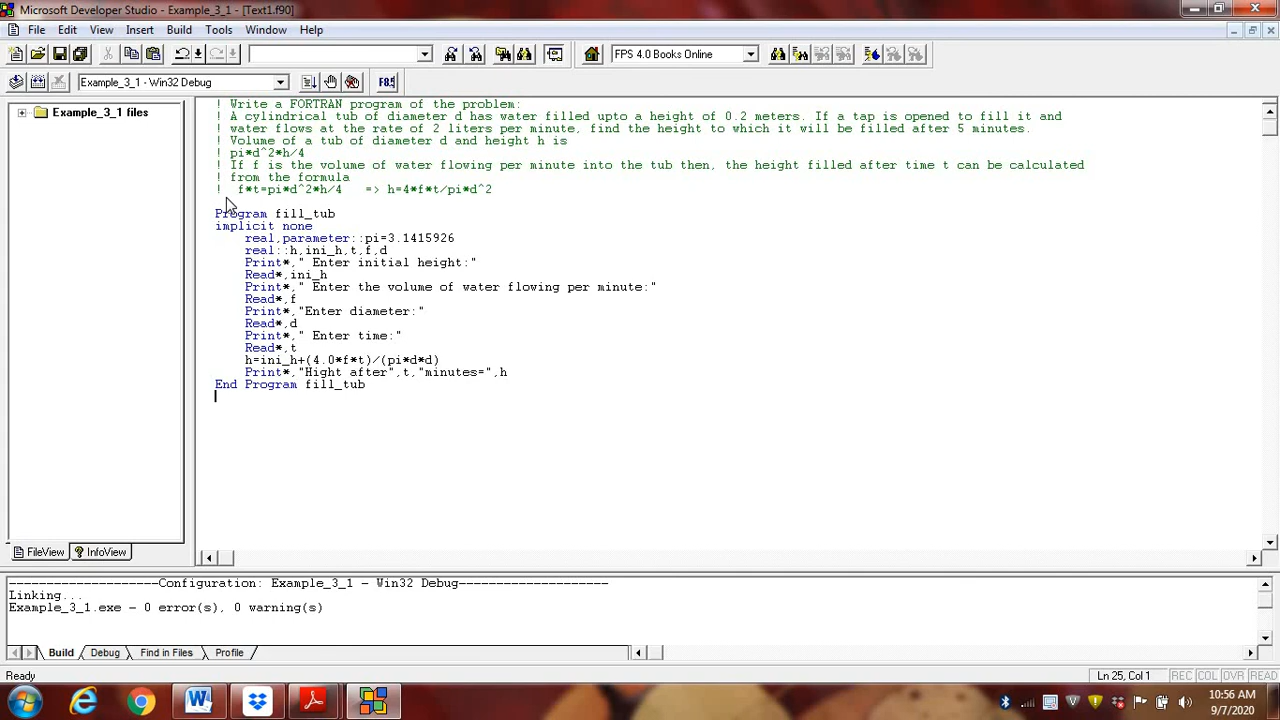 Microsoft Developer Studio - Example_3_1 - [Text1.f90]
File Edit View Insert Build Tools Window Help
FPS 4.0 Books Online
Example_3_1 - Win32 Debug
Example_3_1 files
! Write a FORTRAN program of the problem:
! A cylindrical tub of diameter d has water filled upto a height of 0.2 meters. If a tap is opened to fill it and
! water flows at the rate of 2 liters per minute, find the height to which it will be filled after 5 minutes.
! Volume of a tub of diameter d and height h is
! pi*d^2*h/4
! If f is the volume of water flowing per minute into the tub then, the height filled after time t can be calculated
! from the formula
!  f*t=pi*d^2*h/4   => h=4*f*t/pi*d^2
Program fill_tub
implicit none
real,parameter::pi=3.1415926
real::h,ini_h,t,f,d
Print*," Enter initial height:"
Read*,ini_h
Print*," Enter the volume of water flowing per minute:"
Read*,f
Print*,"Enter diameter:"
Read*,d
Print*," Enter time:"
Read*,t
h=ini_h+(4.0*f*t)/(pi*d*d)
Print*,"Hight after",t,"minutes=",h
End Program fill_tub
FileView InfoView
--------------------Configuration: Example_3_1 - Win32 Debug--------------------
Linking...
Example_3_1.exe - 0 error(s), 0 warning(s)
Build Debug Find in Files Profile
Ready Ln 25, Col 1 REC COL OVR READ
10:56 AM
9/7/2020